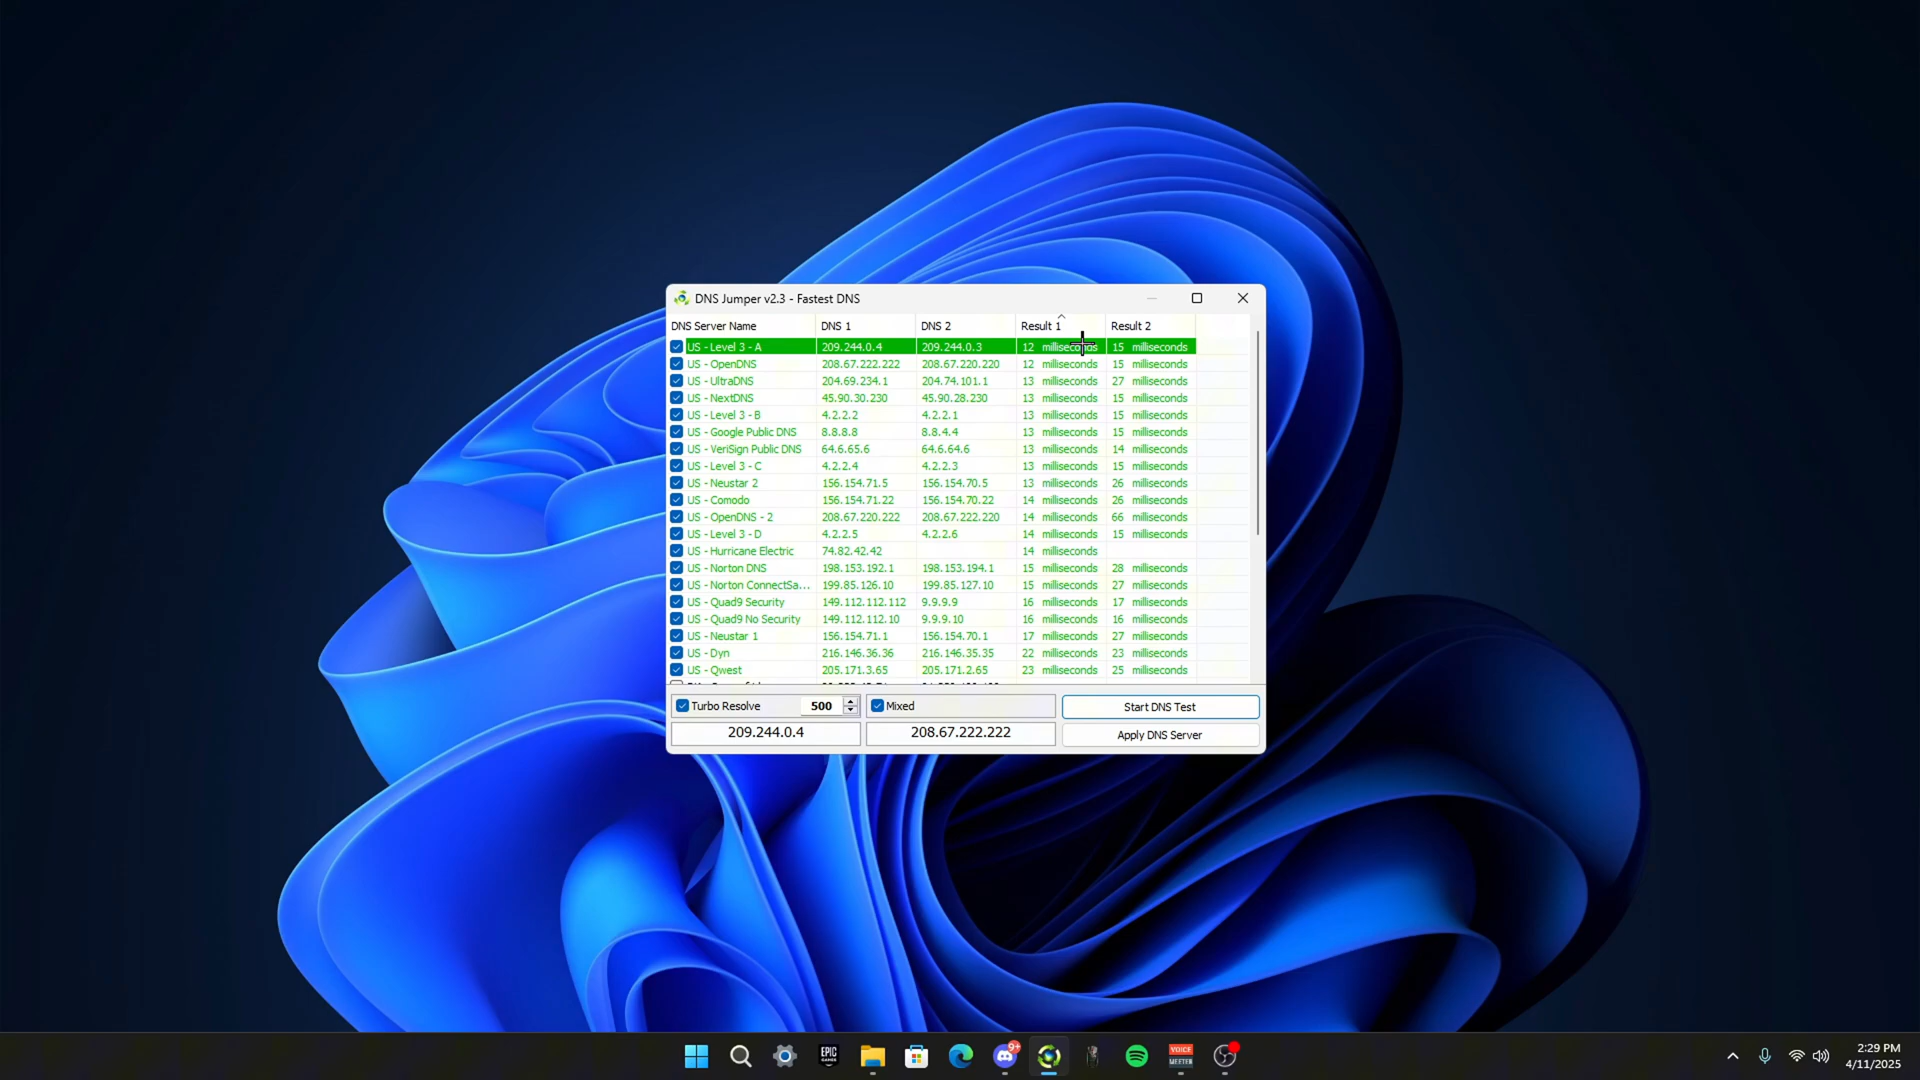 DNS Jumper v2.3 - Fastest DNS
DNS Server Name DNS 1 DNS 2 Result 1 Result 2
US - Level 3 - A 209.244.0.4 209.244.0.3 12 milliseconds 15 milliseconds
US - OpenDNS 208.67.222.222 208.67.220.220 12 milliseconds 15 milliseconds
US - UltraDNS 204.69.234.1 204.74.101.1 13 milliseconds 27 milliseconds
US - NextDNS 45.90.30.230 45.90.28.230 13 milliseconds 15 milliseconds
US - Level 3 - B 4.2.2.2 4.2.2.1 13 milliseconds 15 milliseconds
US - Google Public DNS 8.8.8.8 8.8.4.4 13 milliseconds 15 milliseconds
US - VeriSign Public DNS 64.6.65.6 64.6.64.6 13 milliseconds 14 milliseconds
US - Level 3 - C 4.2.2.4 4.2.2.3 13 milliseconds 15 milliseconds
US - Neustar 2 156.154.71.5 156.154.70.5 13 milliseconds 26 milliseconds
US - Comodo 156.154.71.22 156.154.70.22 14 milliseconds 26 milliseconds
US - OpenDNS - 2 208.67.220.222 208.67.222.220 14 milliseconds 66 milliseconds
US - Level 3 - D 4.2.2.5 4.2.2.6 14 milliseconds 15 milliseconds
US - Hurricane Electric 74.82.42.42 14 milliseconds
US - Norton DNS 198.153.192.1 198.153.194.1 15 milliseconds 28 milliseconds
US - Norton ConnectSa... 199.85.126.10 199.85.127.10 15 milliseconds 27 milliseconds
US - Quad9 Security 149.112.112.112 9.9.9.9 16 milliseconds 17 milliseconds
US - Quad9 No Security 149.112.112.10 9.9.9.10 16 milliseconds 16 milliseconds
US - Neustar 1 156.154.71.1 156.154.70.1 17 milliseconds 27 milliseconds
US - Dyn 216.146.36.36 216.146.35.35 22 milliseconds 23 milliseconds
US - Qwest 205.171.3.65 205.171.2.65 23 milliseconds 25 milliseconds
Turbo Resolve 500 Mixed Start DNS Test
209.244.0.4 208.67.222.222 Apply DNS Server
EPIC GAMES
9+
VOICE MEETER
2:29 PM
4/11/2025